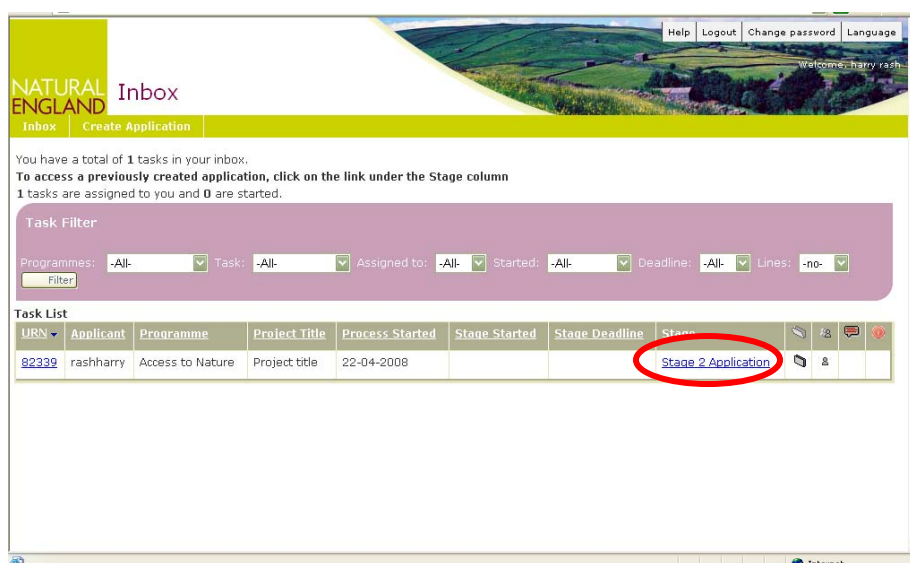 Help Logout Change password Language
Welcome, harry rash
NATURAL
ENGLAND Inbox
Inbox Create Application
You have a total of 1 tasks in your inbox.
To access a previously created application, click on the link under the Stage column
1 tasks are assigned to you and 0 are started.
Task Filter
Programmes: -All- Task: -All- Assigned to: -All- Started: -All- Deadline: -All- Lines: -no-
Filter
Task List
URN Applicant Programme Project Title Process Started Stage Started Stage Deadline Stage
82339 rashharry Access to Nature Project title 22-04-2008 Stage 2 Application
Internet